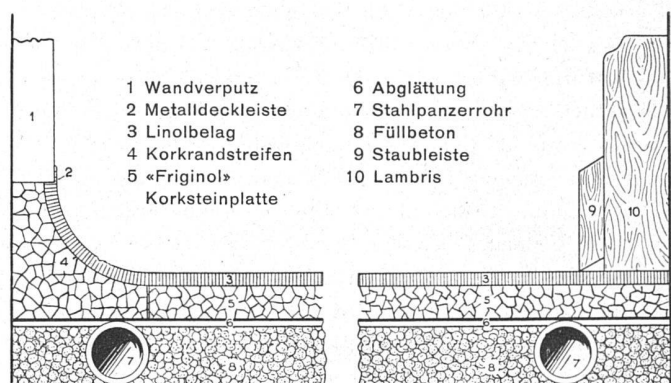 1 Wandverputz
2 Metalldeckleiste
3 Linolbelag
4 Korkrandstreifen
5 «Friginol»
Korksteinplatte
6 Abglättung
7 Stahlpanzerrohr
8 Füllbeton
9 Staubleiste
10 Lambris
1
2
4
3
5
6
7
8
9
10
3
5
6
7
8